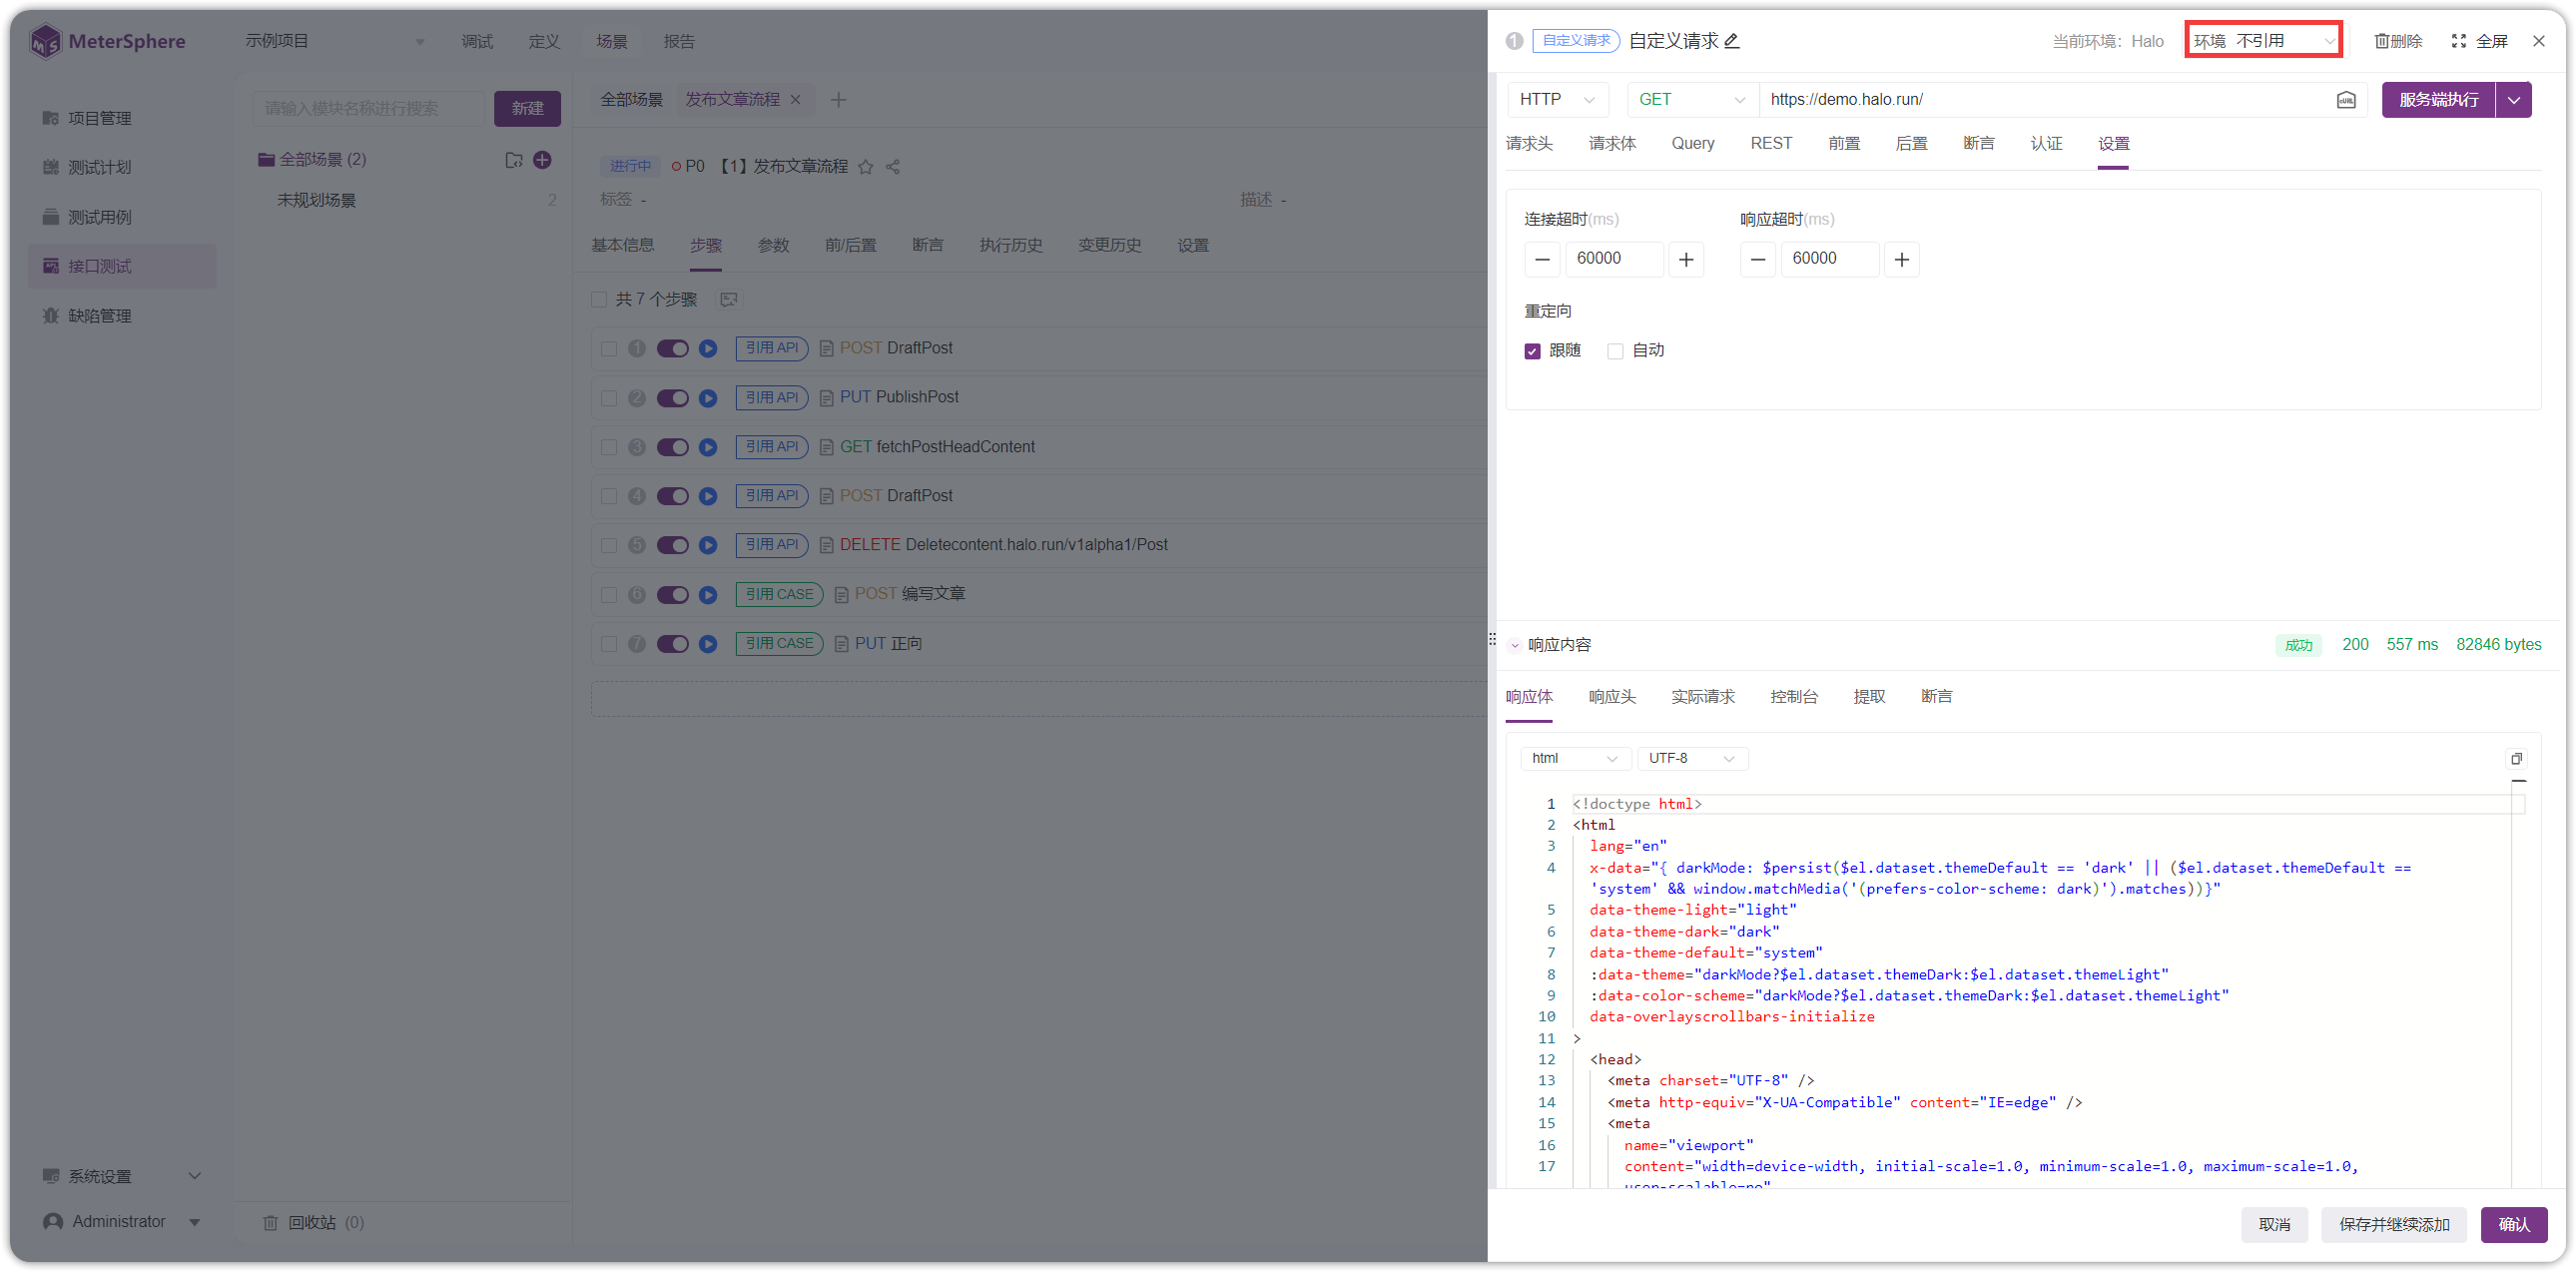 MeterSphere
示例项目
调试
定义
场景
报告
项目管理
测试计划
测试用例
接口测试
缺陷管理
系统设置
Administrator
请输入模块名称进行搜索
新建
全部场景 (2)
未规划场景
2
回收站 (0)
全部场景
发布文章流程
进行中
P0 【1】发布文章流程
标签 -
描述 -
基本信息
步骤
参数
前/后置
断言
执行历史
变更历史
设置
共 7 个步骤
1 引用 API POST DraftPost
2 引用 API PUT PublishPost
3 引用 API GET fetchPostHeadContent
4 引用 API POST DraftPost
5 引用 API DELETE Deletecontent.halo.run/v1alpha1/Post
6 引用 CASE POST 编写文章
7 引用 CASE PUT 正向
1 自定义请求 自定义请求
当前环境: Halo
环境 不引用
删除
全屏
HTTP
GET
https://demo.halo.run/
cURL
服务端执行
请求头
请求体
Query
REST
前置
后置
断言
认证
设置
连接超时(ms)
响应超时(ms)
60000
60000
重定向
跟随
自动
响应内容
成功
200
557 ms
82846 bytes
响应体
响应头
实际请求
控制台
提取
断言
html
UTF-8
1 <!doctype html>
2 <html
3 lang="en"
4 x-data="{ darkMode: $persist($el.dataset.themeDefault == 'dark' || ($el.dataset.themeDefault ==
'system' && window.matchMedia('(prefers-color-scheme: dark)').matches))}"
5 data-theme-light="light"
6 data-theme-dark="dark"
7 data-theme-default="system"
8 :data-theme="darkMode?$el.dataset.themeDark:$el.dataset.themeLight"
9 :data-color-scheme="darkMode?$el.dataset.themeDark:$el.dataset.themeLight"
10 data-overlayscrollbars-initialize
11 >
12 <head>
13 <meta charset="UTF-8" />
14 <meta http-equiv="X-UA-Compatible" content="IE=edge" />
15 <meta
16 name="viewport"
17 content="width=device-width, initial-scale=1.0, minimum-scale=1.0, maximum-scale=1.0,
user-scalable=no"
取消
保存并继续添加
确认